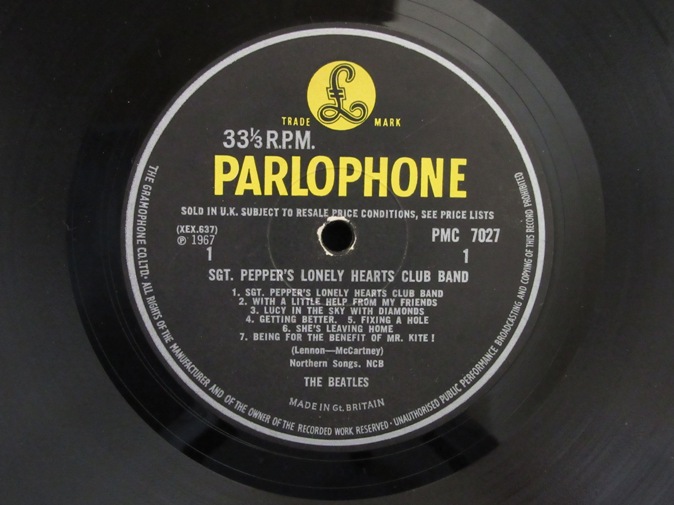 £
TRADE MARK
33⅓ R.P.M.
PARLOPHONE
SOLD IN U.K. SUBJECT TO RESALE PRICE CONDITIONS, SEE PRICE LISTS
(XEX.637) PMC 7027
℗ 1967
1 1
SGT. PEPPER'S LONELY HEARTS CLUB BAND
1. SGT. PEPPER'S LONELY HEARTS CLUB BAND
2. WITH A LITTLE HELP FROM MY FRIENDS
3. LUCY IN THE SKY WITH DIAMONDS
4. GETTING BETTER. 5. FIXING A HOLE
6. SHE'S LEAVING HOME
7. BEING FOR THE BENEFIT OF MR. KITE !
(Lennon—McCartney)
Northern Songs. NCB
THE BEATLES
MADE IN Gt. BRITAIN
THE GRAMOPHONE CO. LTD. · ALL RIGHTS OF THE MANUFACTURER AND OF THE OWNER OF THE RECORDED WORK RESERVED · UNAUTHORISED PUBLIC PERFORMANCE BROADCASTING AND COPYING OF THIS RECORD PROHIBITED